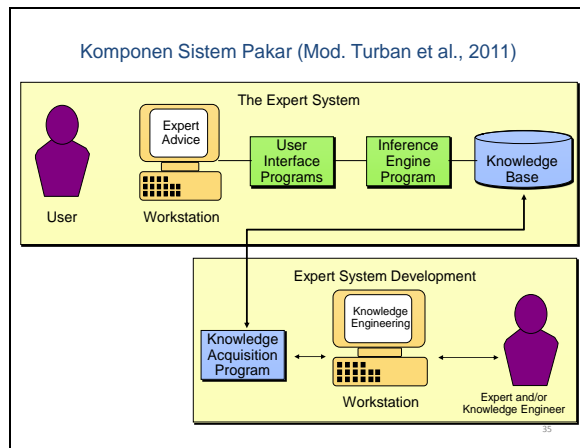 Komponen Sistem Pakar (Mod. Turban et al., 2011)
The Expert System
Expert
Advice
User
Interface
Programs
Inference
Engine
Program
Knowledge
Base
User
Workstation
Expert System Development
Knowledge
Engineering
Knowledge
Acquisition
Program
Workstation
Expert and/or
Knowledge Engineer
35